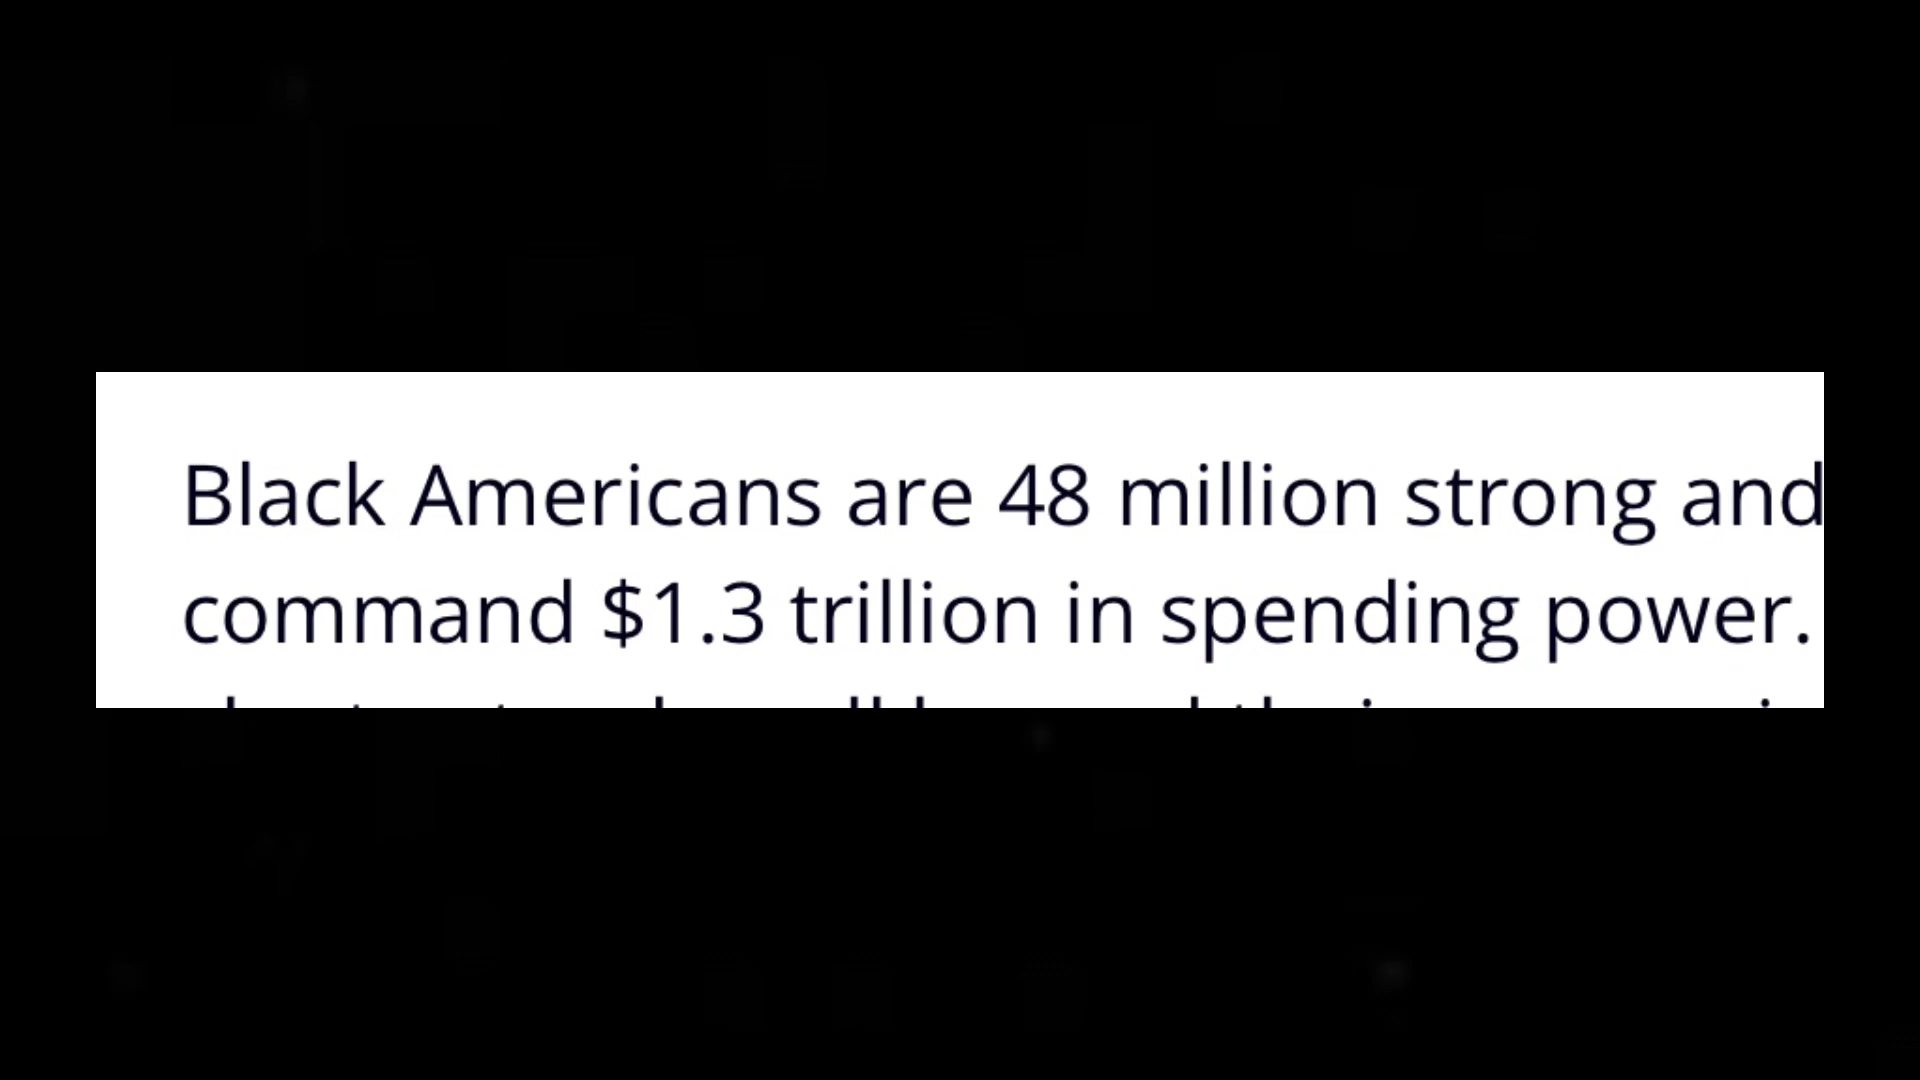 Black Americans are 48 million strong and
command $1.3 trillion in spending power.